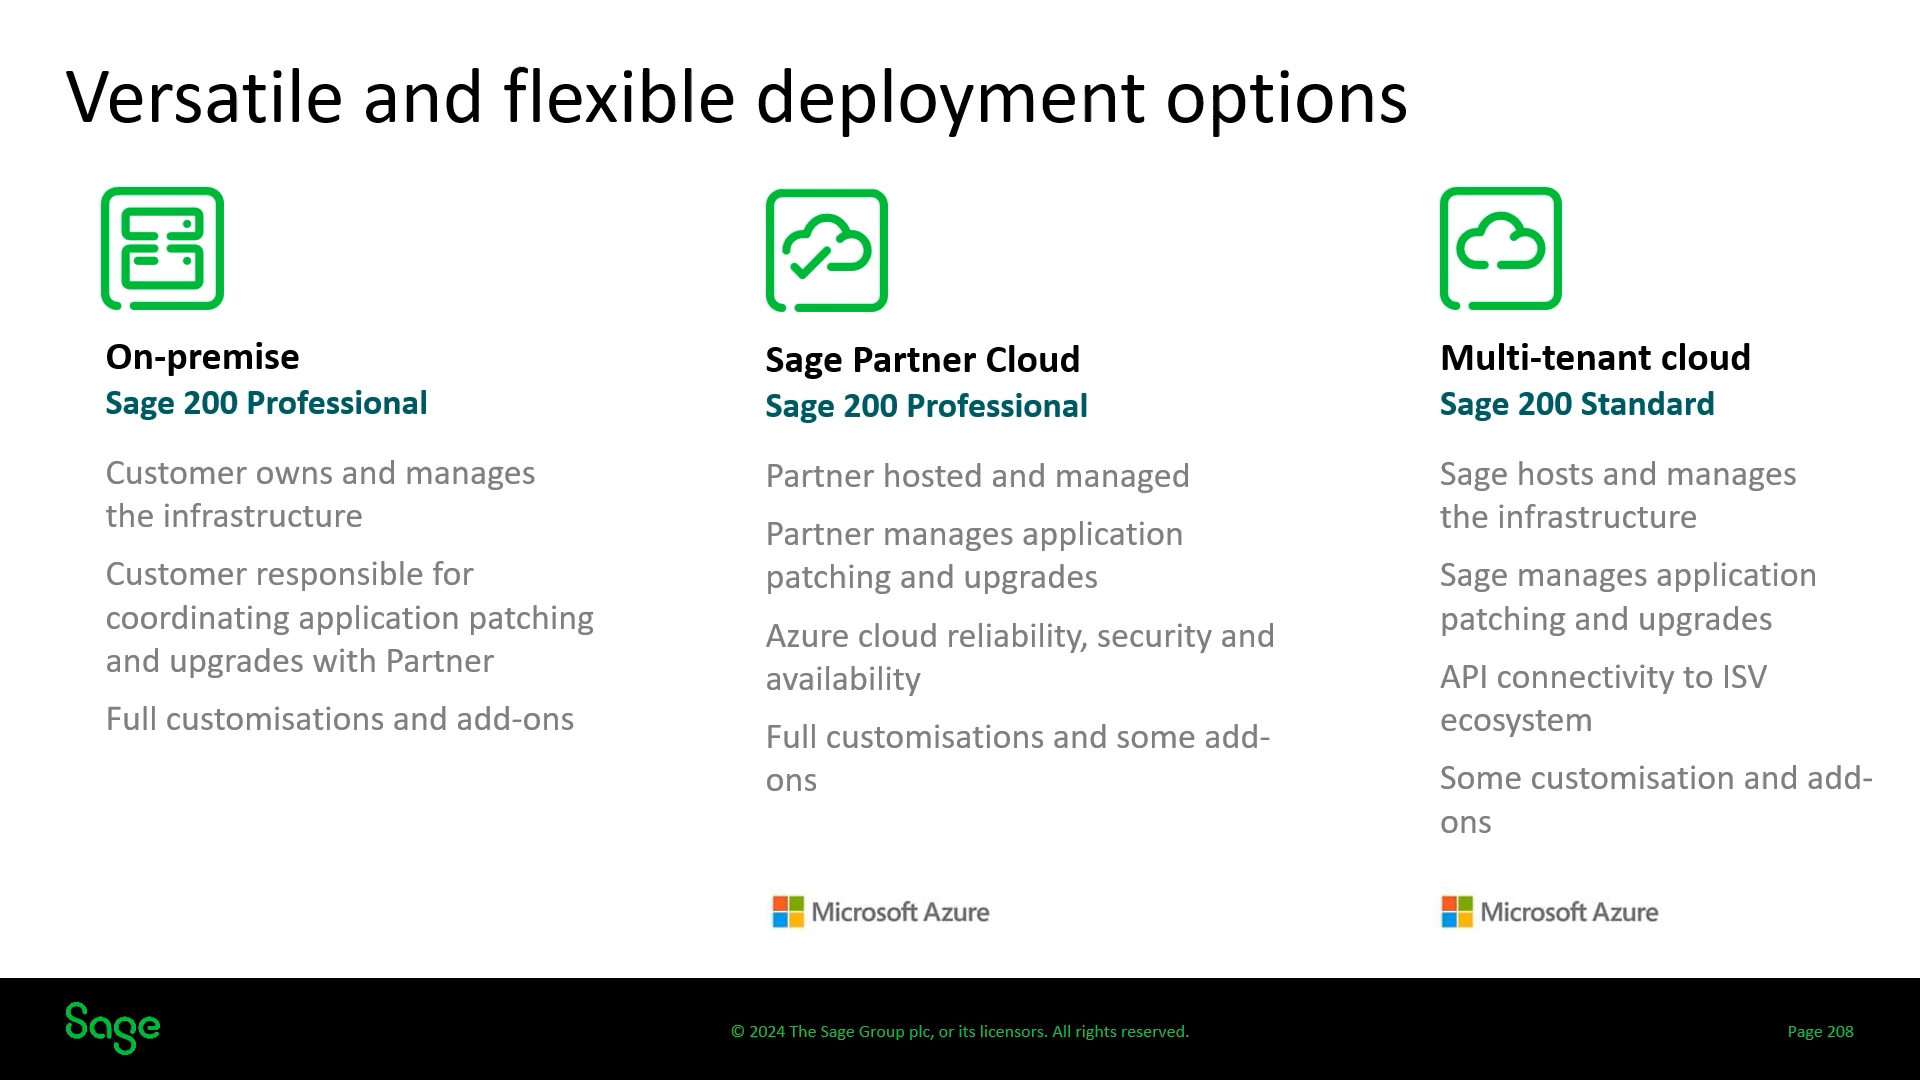 Versatile and flexible deployment options
On-premise
Sage 200 Professional
Customer owns and manages
the infrastructure
Customer responsible for
coordinating application patching
and upgrades with Partner
Full customisations and add-ons
Sage Partner Cloud
Sage 200 Professional
Partner hosted and managed
Partner manages application
patching and upgrades
Azure cloud reliability, security and
availability
Full customisations and some add-
ons
Microsoft Azure
Multi-tenant cloud
Sage 200 Standard
Sage hosts and manages
the infrastructure
Sage manages application
patching and upgrades
API connectivity to ISV
ecosystem
Some customisation and add-
ons
Microsoft Azure
Sage
© 2024 The Sage Group plc, or its licensors. All rights reserved.
Page 208